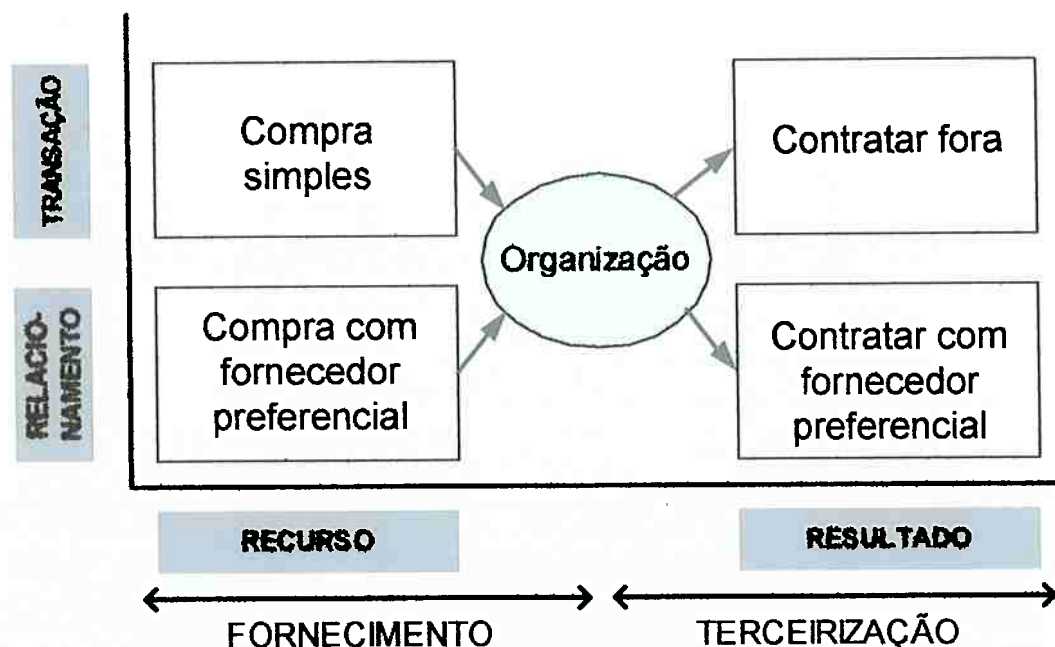 TRANSAÇÃO
Compra
simples
Contratar fora
Organização
RELACIO-
NAMENTO
Compra com
fornecedor
preferencial
Contratar com
fornecedor
preferencial
RECURSO
RESULTADO
FORNECIMENTO
TERCEIRIZAÇÃO